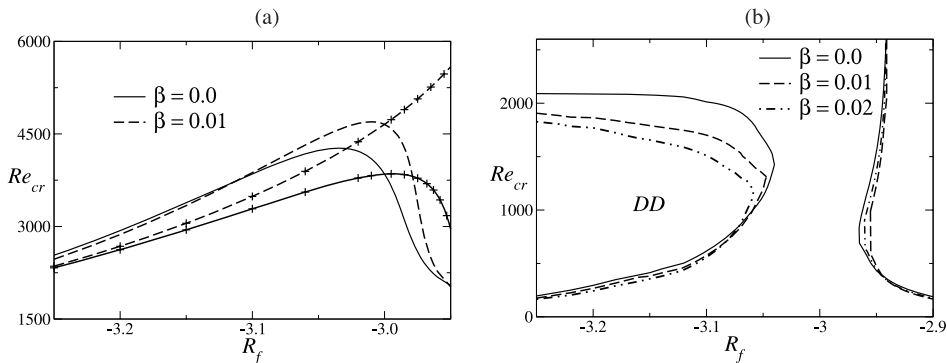 (a)
6000
4500
Re_cr
3000
1500
β = 0.0
β = 0.01
-3.2
-3.1
-3.0
R_f
(b)
2000
Re_cr
1000
0
β = 0.0
β = 0.01
β = 0.02
DD
-3.2
-3.1
-3
-2.9
R_f